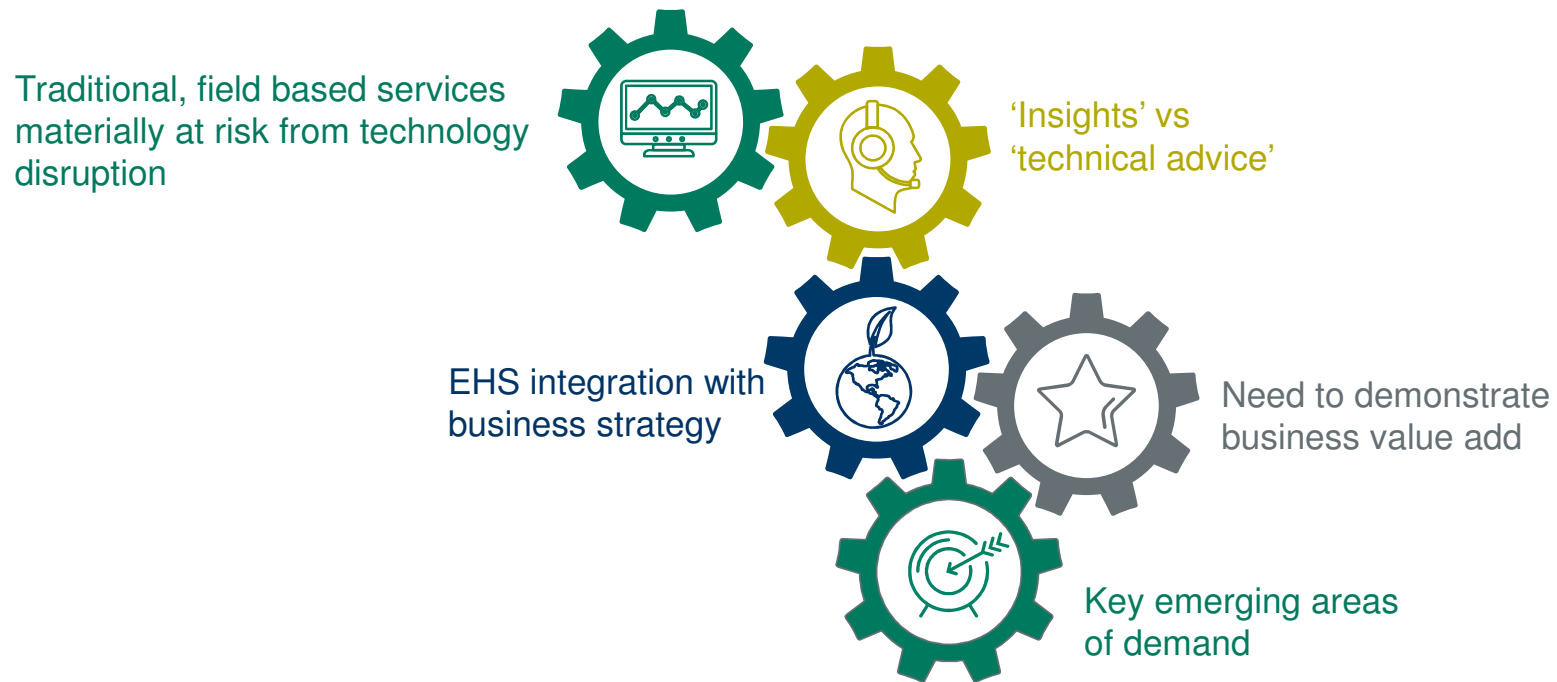 Traditional, field based services
materially at risk from technology
disruption
‘Insights’ vs
‘technical advice’
EHS integration with
business strategy
Need to demonstrate
business value add
Key emerging areas
of demand